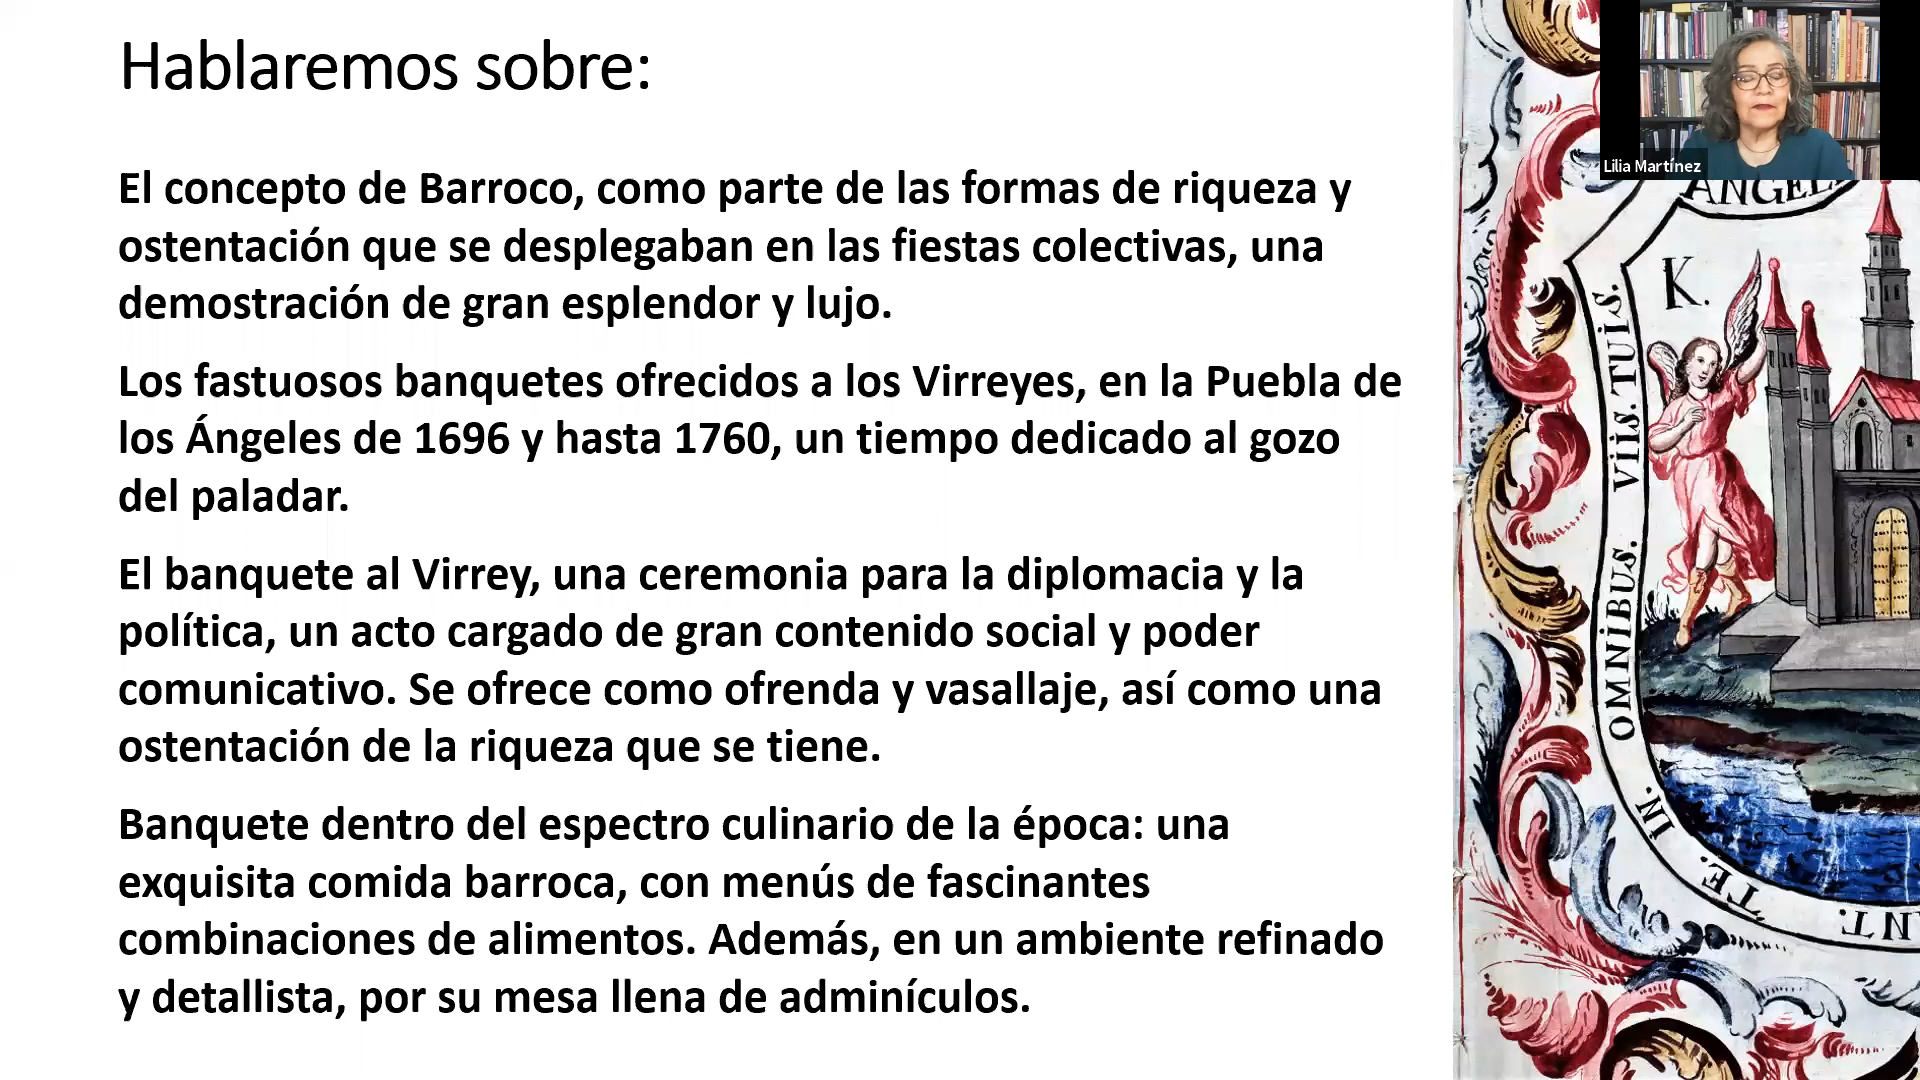 Hablaremos sobre:
El concepto de Barroco, como parte de las formas de riqueza y
ostentación que se desplegaban en las fiestas colectivas, una
demostración de gran esplendor y lujo.
Los fastuosos banquetes ofrecidos a los Virreyes, en la Puebla de
los Ángeles de 1696 y hasta 1760, un tiempo dedicado al gozo
del paladar.
El banquete al Virrey, una ceremonia para la diplomacia y la
política, un acto cargado de gran contenido social y poder
comunicativo. Se ofrece como ofrenda y vasallaje, así como una
ostentación de la riqueza que se tiene.
Banquete dentro del espectro culinario de la época: una
exquisita comida barroca, con menús de fascinantes
combinaciones de alimentos. Además, en un ambiente refinado
y detallista, por su mesa llena de adminículos.
Lilia Martínez
K.
TE. IN. OMNIBUS. VIIS. TUIS.